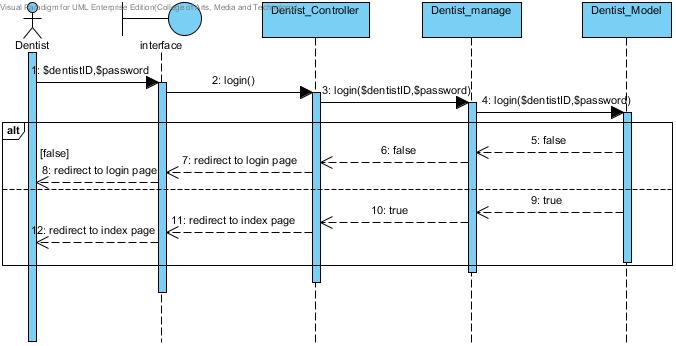 Visual Paradigm for UML Enterprise Edition(College of Arts, Media and
Dentist_Controller
Dentist_manage
Dentist_Model
Dentist
interface
1: $dentistID,$password
2: login()
3: login($dentistID,$password)
4: login($dentistID,$password)
alt
5: false
6: false
[false]
7: redirect to login page
8: redirect to login page
9: true
10: true
11: redirect to index page
12: redirect to index page